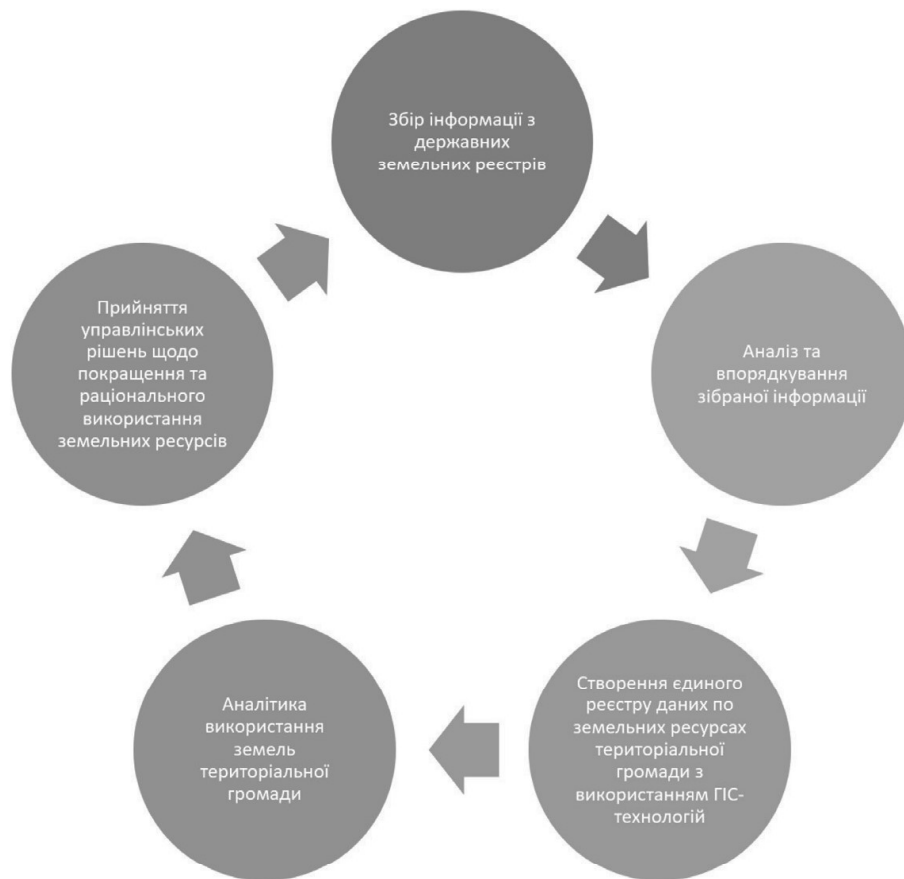 Збір інформації з
державних
земельних реєстрів
Аналіз та
впорядкування
зібраної інформації
Створення єдиного
реєстру даних по
земельних ресурсах
територіальної
громади з
використанням ГІС-
технологій
Аналітика
використання
земель
територіальної
громади
Прийняття
управлінських
рішень щодо
покращення та
раціонального
використання
земельних ресурсів